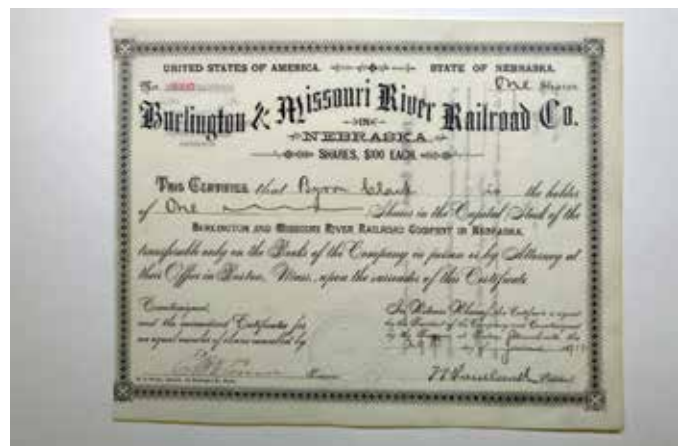 UNITED STATES OF AMERICA. STATE OF NEBRASKA.
No One Shares
Burlington & Missouri River Railroad Co.
IN
NEBRASKA
SHARES, $100 EACH.
THIS CERTIFIES that Byron Clark is the holder
of One Shares in the Capital Stock of the
BURLINGTON AND MISSOURI RIVER RAILROAD COMPANY IN NEBRASKA,
transferable only on the Books of the Company in person or by Attorney at
their Office in Boston, Mass., upon the surrender of this Certificate.
Countersigned, In Witness Whereof, this Certificate is signed
and the surrendered Certificates for by the President of the Company and Countersigned
an equal number of shares cancelled by by the